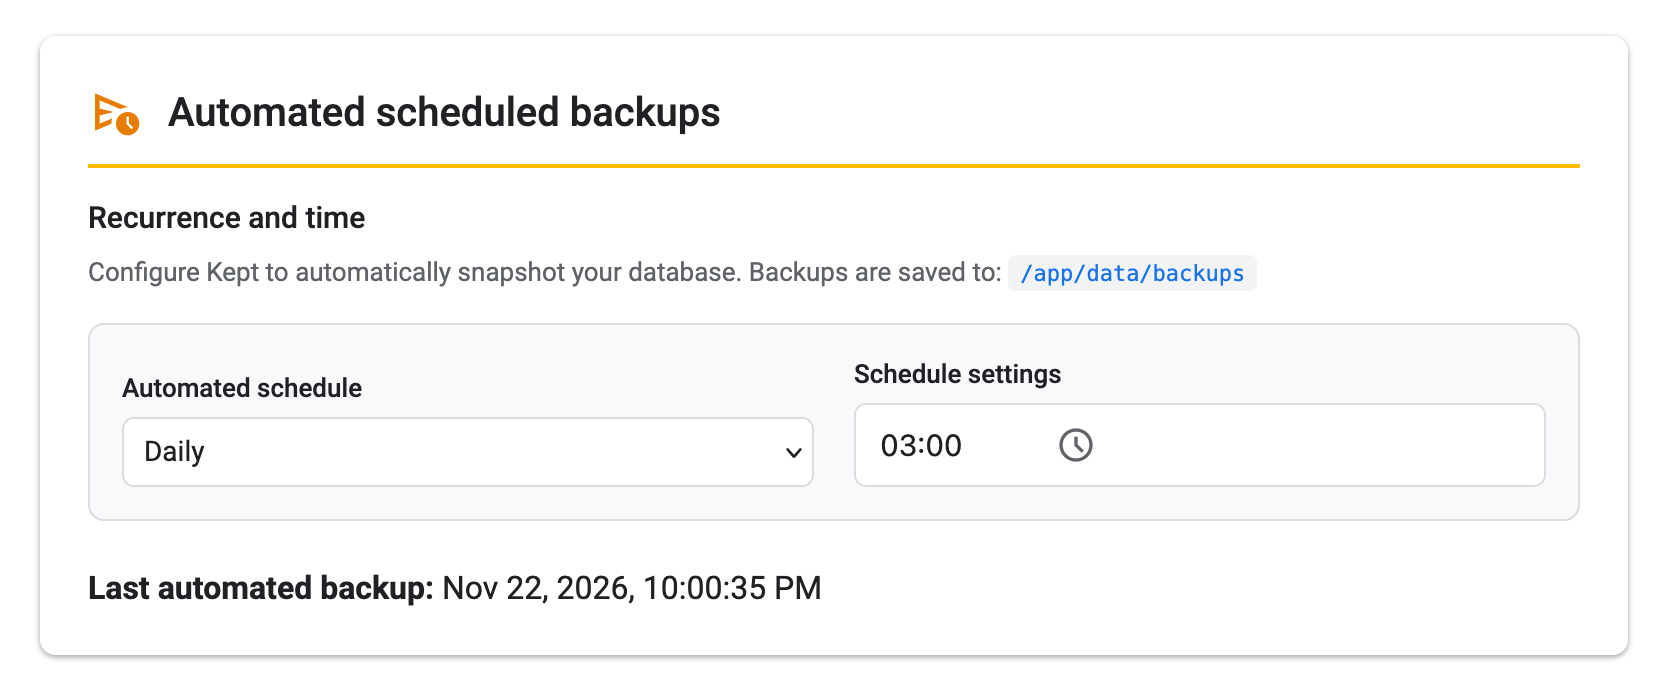 Automated scheduled backups
Recurrence and time
Configure Kept to automatically snapshot your database. Backups are saved to: /app/data/backups
Automated schedule
Daily
Schedule settings
03:00
Last automated backup: Nov 22, 2026, 10:00:35 PM